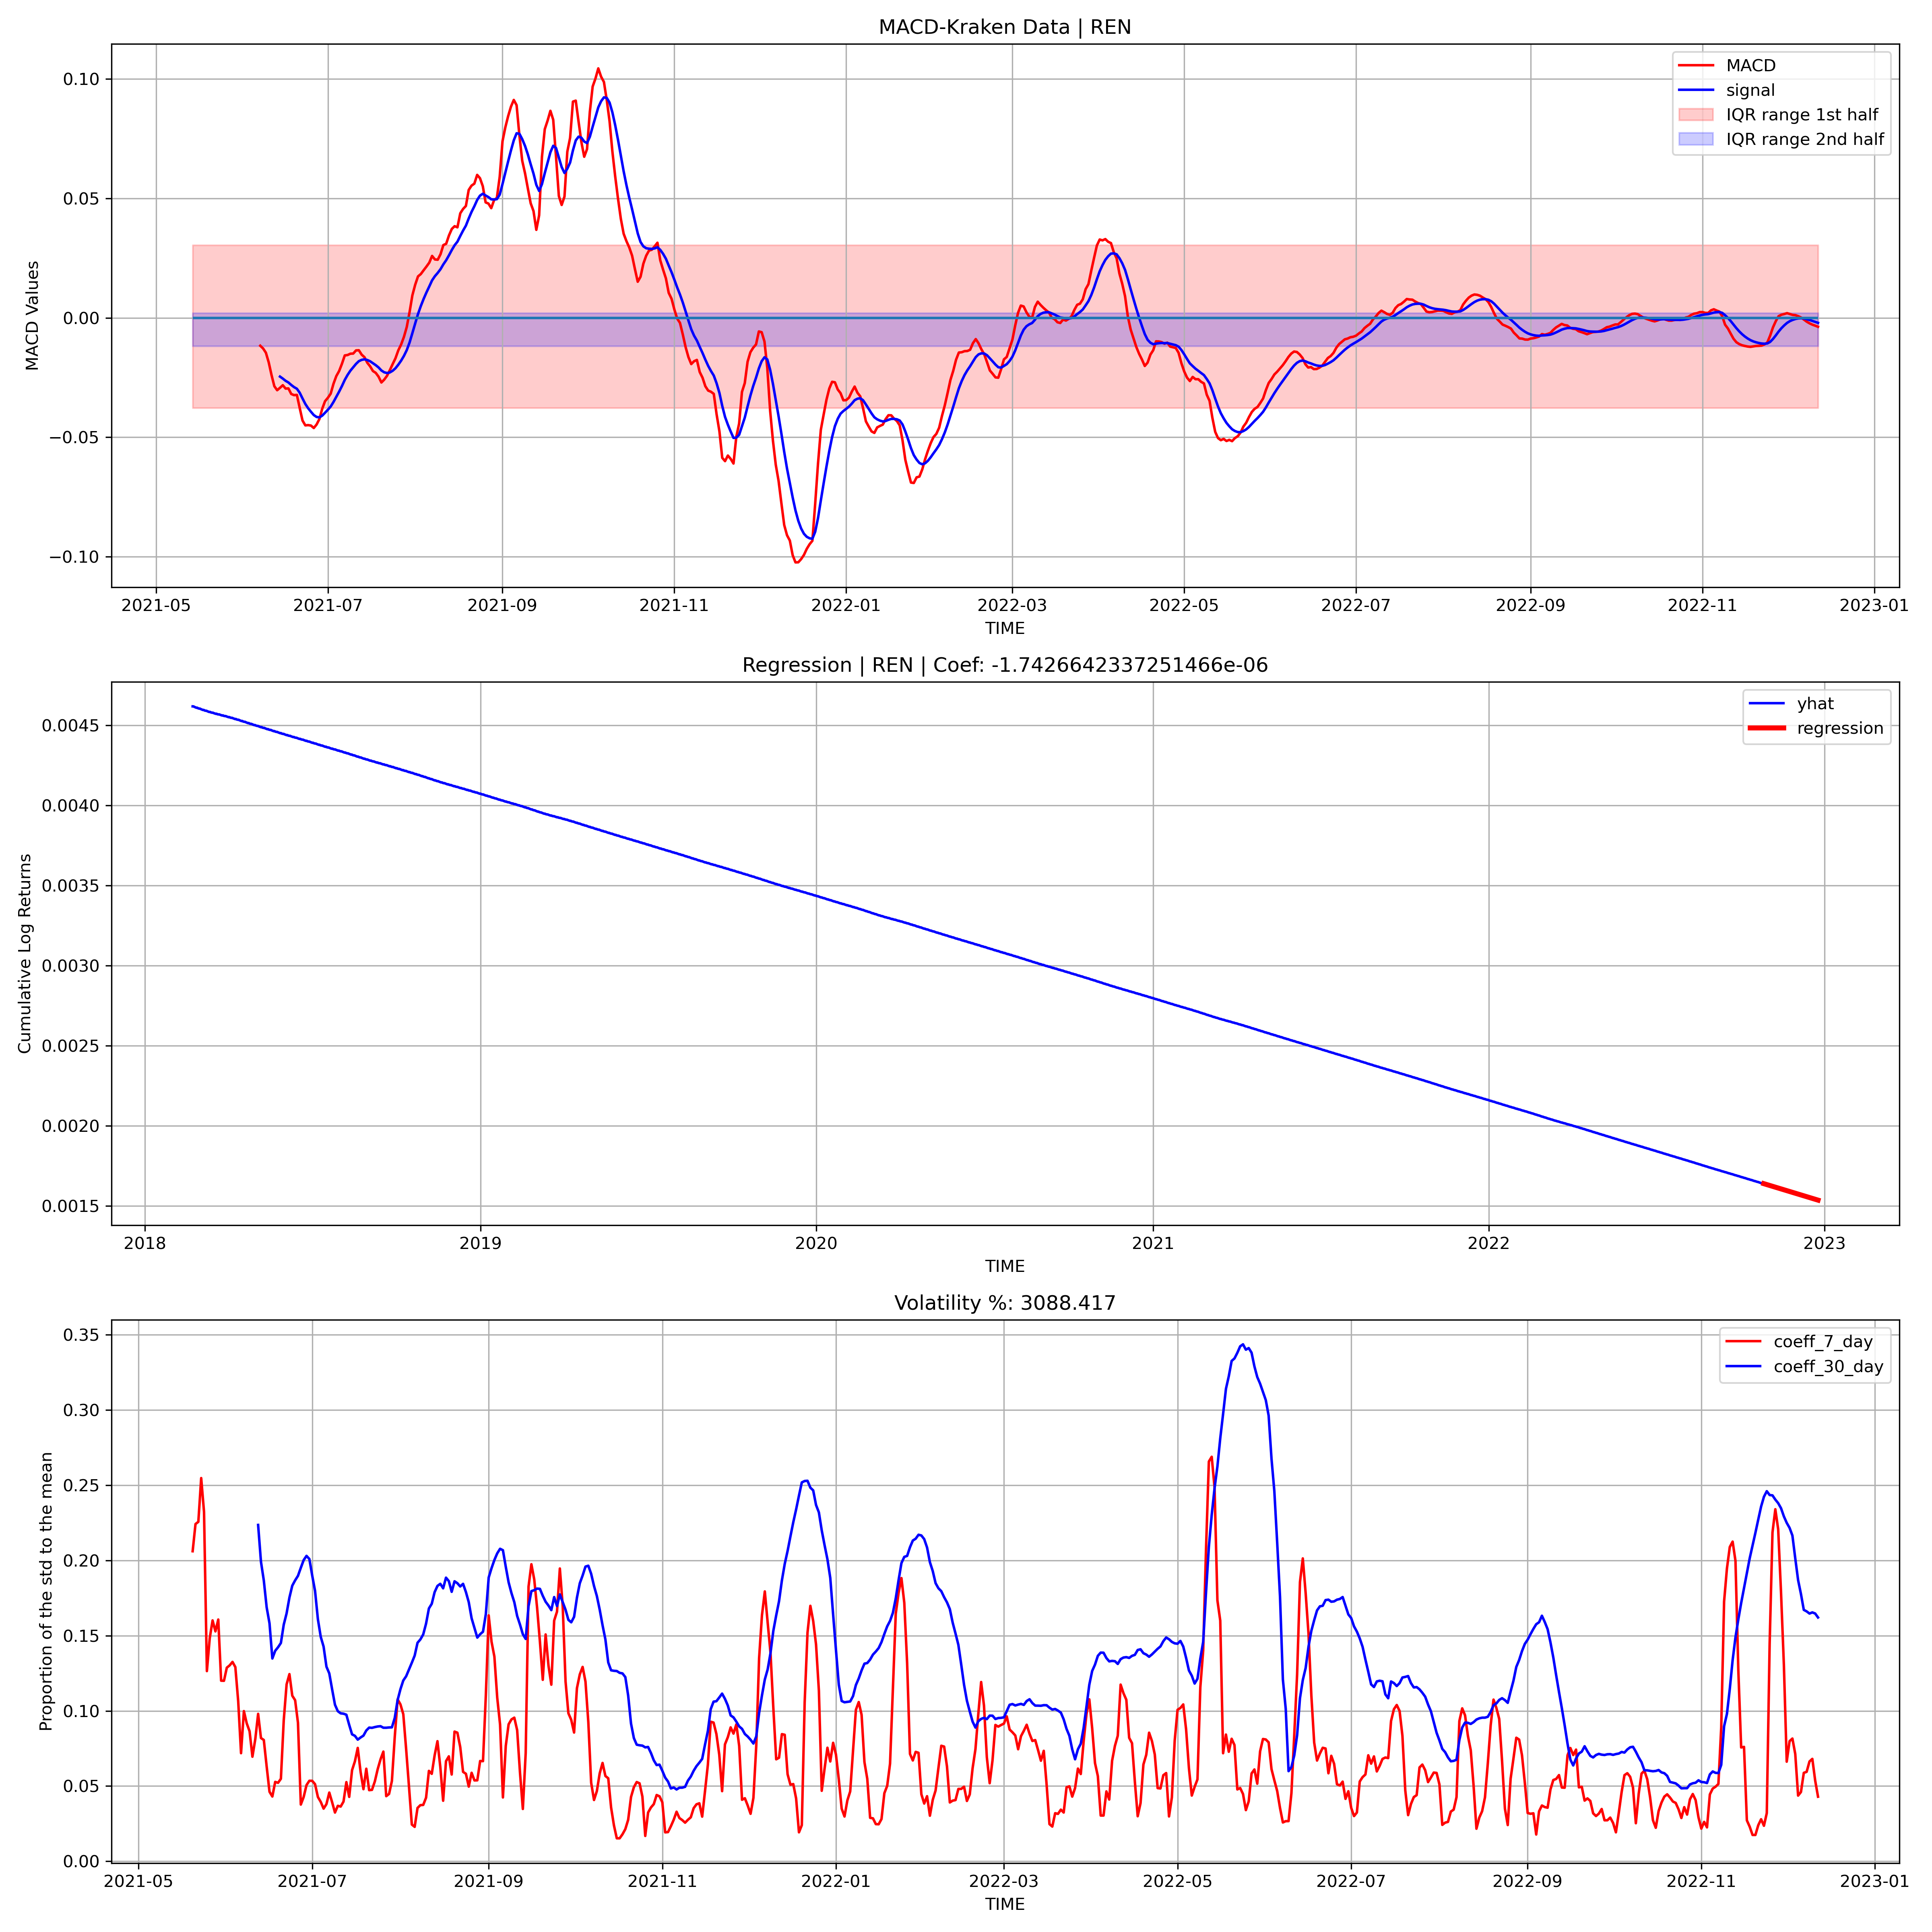 MACD-Kraken Data | REN
MACD Values
0.10
0.05
0.00
−0.05
−0.10
MACD
signal
IQR range 1st half
IQR range 2nd half
2021-05 2021-07 2021-09 2021-11 2022-01 2022-03 2022-05 2022-07 2022-09 2022-11 2023-01
TIME
Regression | REN | Coef: -1.7426642337251466e-06
Cumulative Log Returns
0.0045
0.0040
0.0035
0.0030
0.0025
0.0020
0.0015
yhat
regression
2018 2019 2020 2021 2022 2023
TIME
Volatility %: 3088.417
Proportion of the std to the mean
0.35
0.30
0.25
0.20
0.15
0.10
0.05
0.00
coeff_7_day
coeff_30_day
2021-05 2021-07 2021-09 2021-11 2022-01 2022-03 2022-05 2022-07 2022-09 2022-11 2023-01
TIME